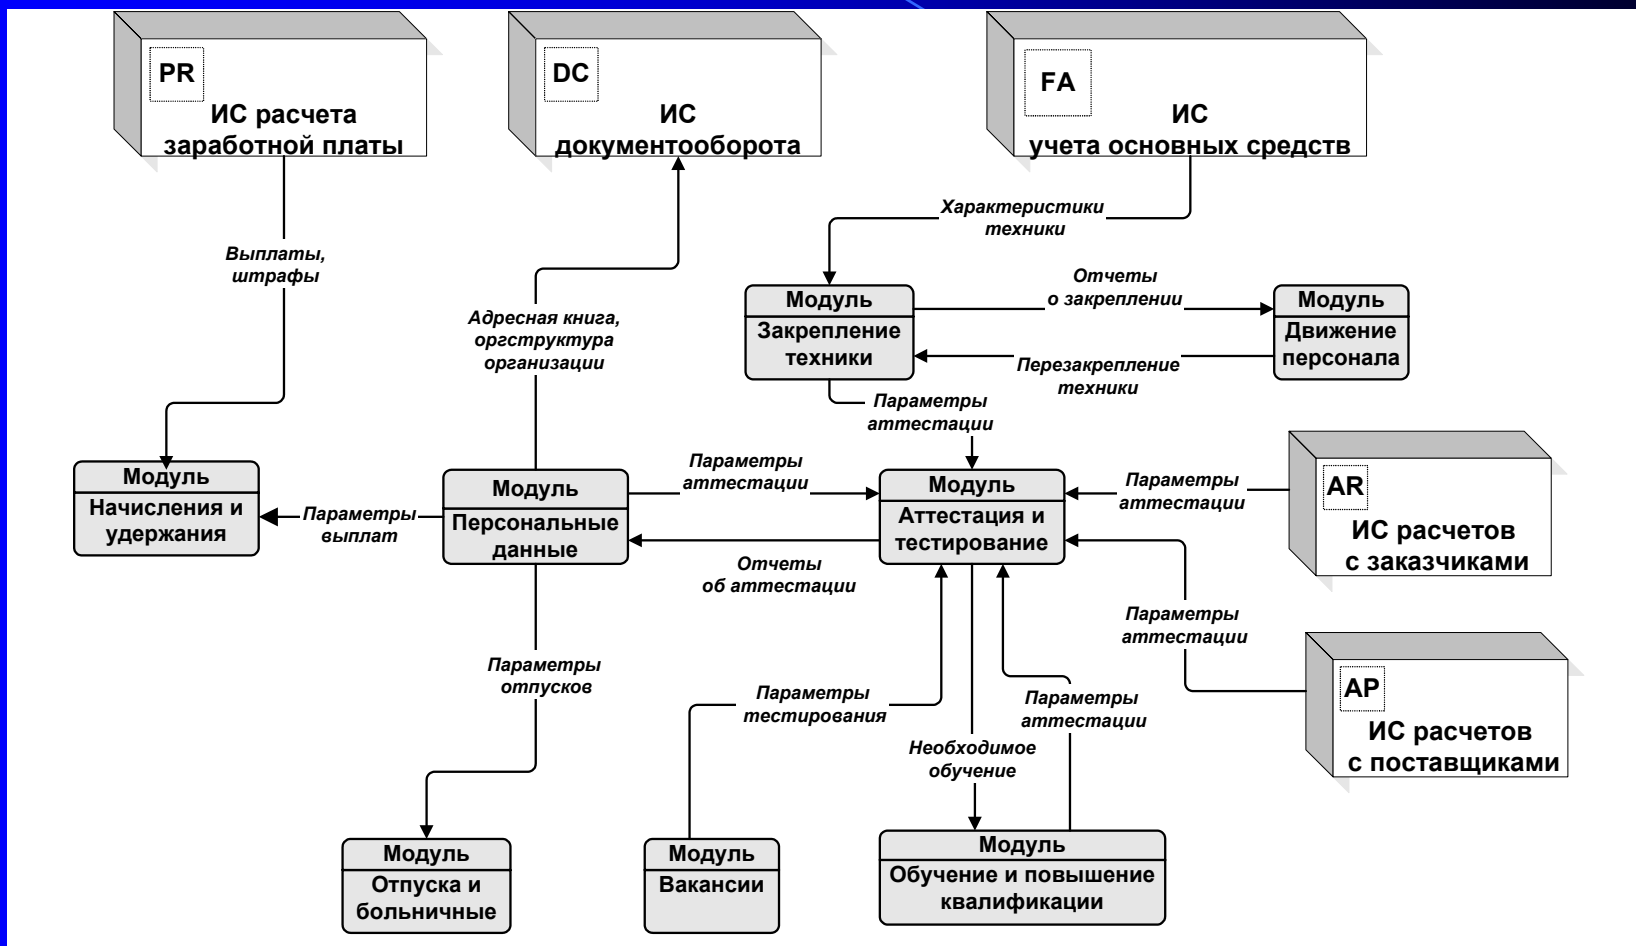 PR
ИС расчета
заработной платы
DC
ИС
документооборота
FA
ИС
учета основных средств
Характеристики
техники
Выплаты,
штрафы
Адресная книга,
оргструктура
организации
Модуль
Закрепление
техники
Отчеты
о закреплении
Перезакрепление
техники
Модуль
Движение
персонала
Параметры
аттестации
Модуль
Начисления и
удержания
Параметры
выплат
Модуль
Персональные
данные
Параметры
аттестации
Отчеты
об аттестации
Модуль
Аттестация и
тестирование
Параметры
аттестации
AR
ИС расчетов
с заказчиками
Параметры
аттестации
AP
ИС расчетов
с поставщиками
Параметры
отпусков
Параметры
тестирования
Необходимое
обучение
Параметры
аттестации
Модуль
Отпуска и
больничные
Модуль
Вакансии
Модуль
Обучение и повышение
квалификации